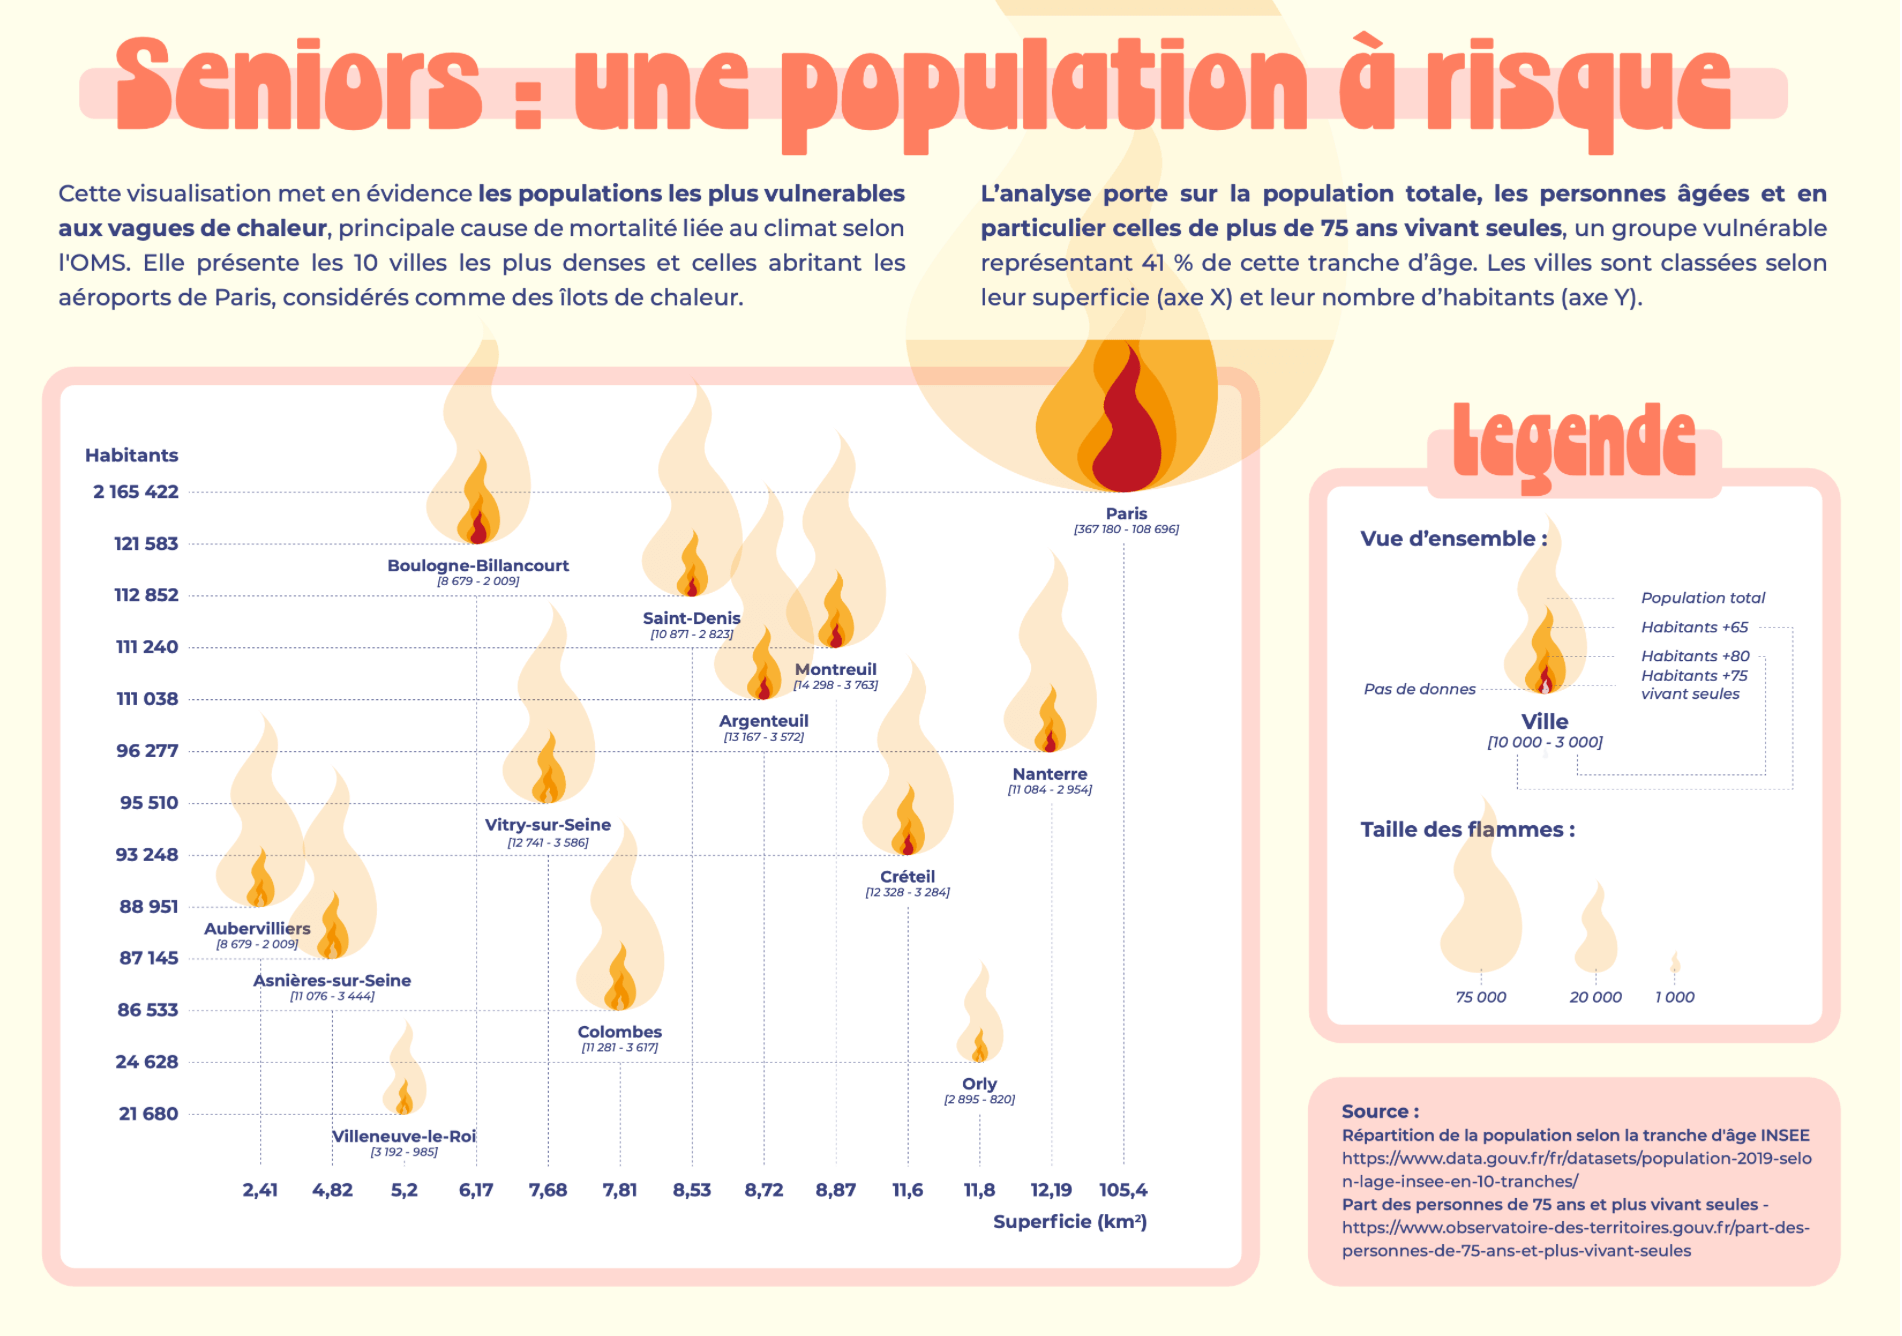 Seniors : une population à risque
Cette visualisation met en évidence les populations les plus vulnerables
aux vagues de chaleur, principale cause de mortalité liée au climat selon
l'OMS. Elle présente les 10 villes les plus denses et celles abritant les
aéroports de Paris, considérés comme des îlots de chaleur.
L'analyse porte sur la population totale, les personnes âgées et en
particulier celles de plus de 75 ans vivant seules, un groupe vulnérable
représentant 41 % de cette tranche d'âge. Les villes sont classées selon
leur superficie (axe X) et leur nombre d'habitants (axe Y).
Habitants
2 165 422
121 583
112 852
111 240
111 038
96 277
95 510
93 248
88 951
87 145
86 533
24 628
21 680
Paris
[367 180 - 108 696]
Boulogne-Billancourt
[8 679 - 2 009]
Saint-Denis
[10 871 - 2 823]
Montreuil
[14 298 - 3 763]
Argenteuil
[13 167 - 3 572]
Nanterre
[11 084 - 2 954]
Vitry-sur-Seine
[12 741 - 3 586]
Créteil
[12 328 - 3 284]
Aubervilliers
[8 679 - 2 009]
Asnières-sur-Seine
[11 076 - 3 444]
Colombes
[11 281 - 3 617]
Orly
[2 895 - 820]
Villeneuve-le-Roi
[3 192 - 985]
2,41 4,82 5,2 6,17 7,68 7,81 8,53 8,72 8,87 11,6 11,8 12,19 105,4
Superficie (km²)
Legende
Vue d'ensemble :
Population total
Habitants +65
Habitants +80
Habitants +75
vivant seules
Pas de donnes
Ville
[10 000 - 3 000]
Taille des flammes :
75 000 20 000 1 000
Source :
Répartition de la population selon la tranche d'âge INSEE
https://www.data.gouv.fr/fr/datasets/population-2019-selo
n-lage-insee-en-10-tranches/
Part des personnes de 75 ans et plus vivant seules -
https://www.observatoire-des-territoires.gouv.fr/part-des-
personnes-de-75-ans-et-plus-vivant-seules